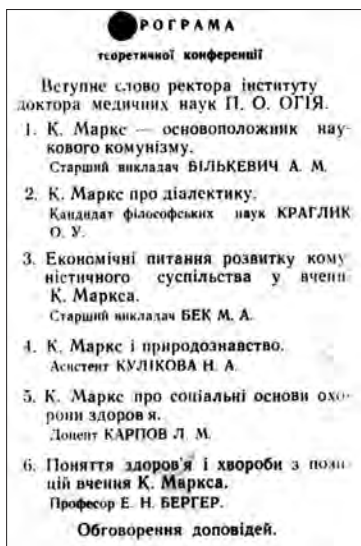 ПРОГРАМА
теоретичної конференції
Вступне слово ректора інституту
доктора медичних наук П. О. ОГІЯ.
1. К. Маркс — основоположник нау-
кового комунізму.
Старший викладач БІЛЬКЕВИЧ А. М.
2. К. Маркс про діалектику.
Кандидат філософських наук КРАГЛИК
О. У.
3. Економічні питання розвитку кому
ністичного суспільства у вченні
К. Маркса.
Старший викладач БЕК М. А.
4. К. Маркс і природознавство.
Асистент КУЛІКОВА Н. А.
5. К. Маркс про соціальні основи охо-
рони здоров'я.
Доцент КАРПОВ Л. М.
6. Поняття здоров'я і хвороби з пози
цій вчення К. Маркса.
Професор Е. Н. БЕРГЕР.
Обговорення доповідей.